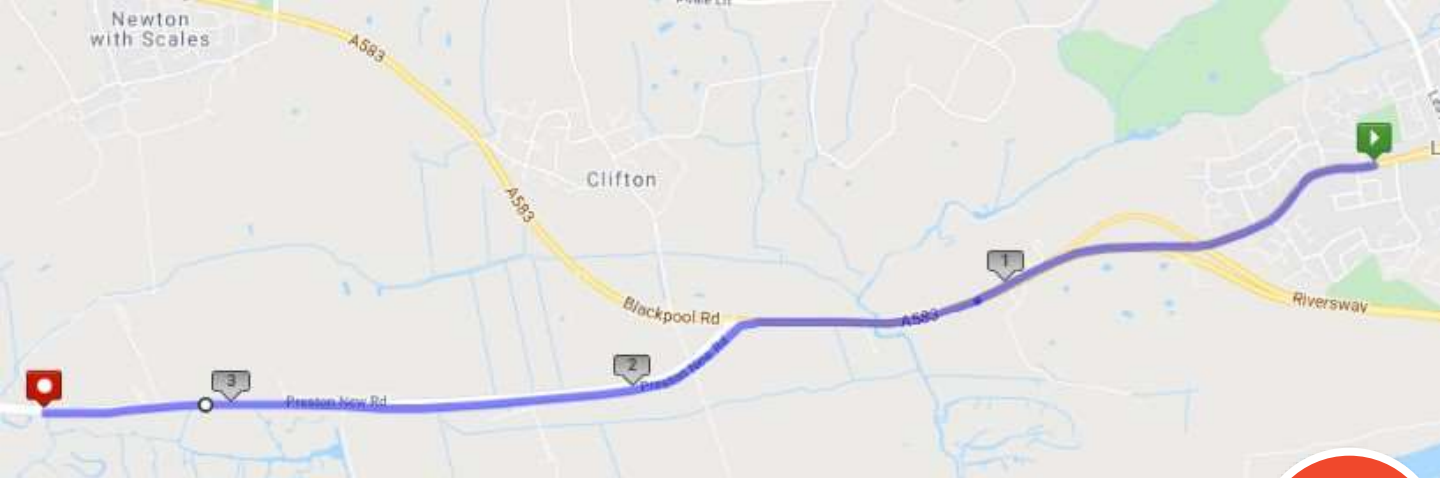 Newton
with Scales
A583
A583
Clifton
1
Blackpool Rd
A583
Riversway
2
Preston New Rd
3
Preston New Rd